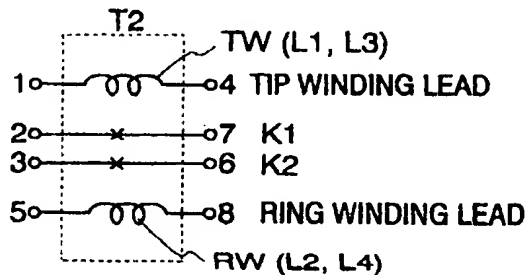 T2
TW (L1, L3)
1 4 TIP WINDING LEAD
2 7 K1
3 6 K2
5 8 RING WINDING LEAD
RW (L2, L4)